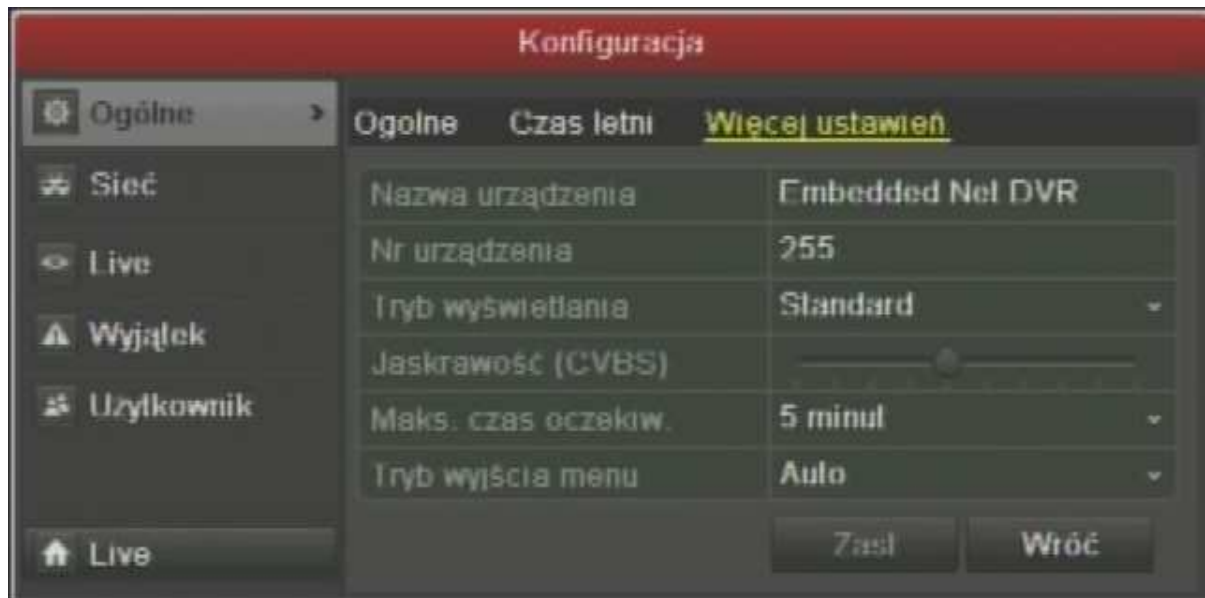 Konfiguracja
Ogólne
Sieć
Live
Wyjątek
Użytkownik
Live
Ogolne Czas letni Więcej ustawień
Nazwa urządzenia Embedded Net DVR
Nr urządzenia 255
Tryb wyświetlania Standard
Jaskrawość (CVBS)
Maks. czas oczekiw. 5 minut
Tryb wyjścia menu Auto
Zast Wróć